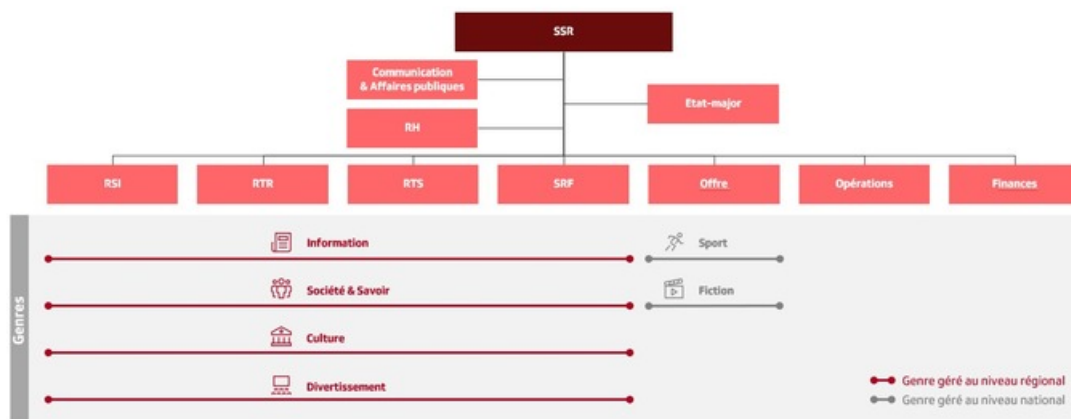 SSR
Communication
& Affaires publiques
Etat-major
RH
RSI
RTR
RTS
SRF
Offre
Opérations
Finances
Genres
Information
Sport
Société & Savoir
Fiction
Culture
Divertissement
Genre géré au niveau régional
Genre géré au niveau national